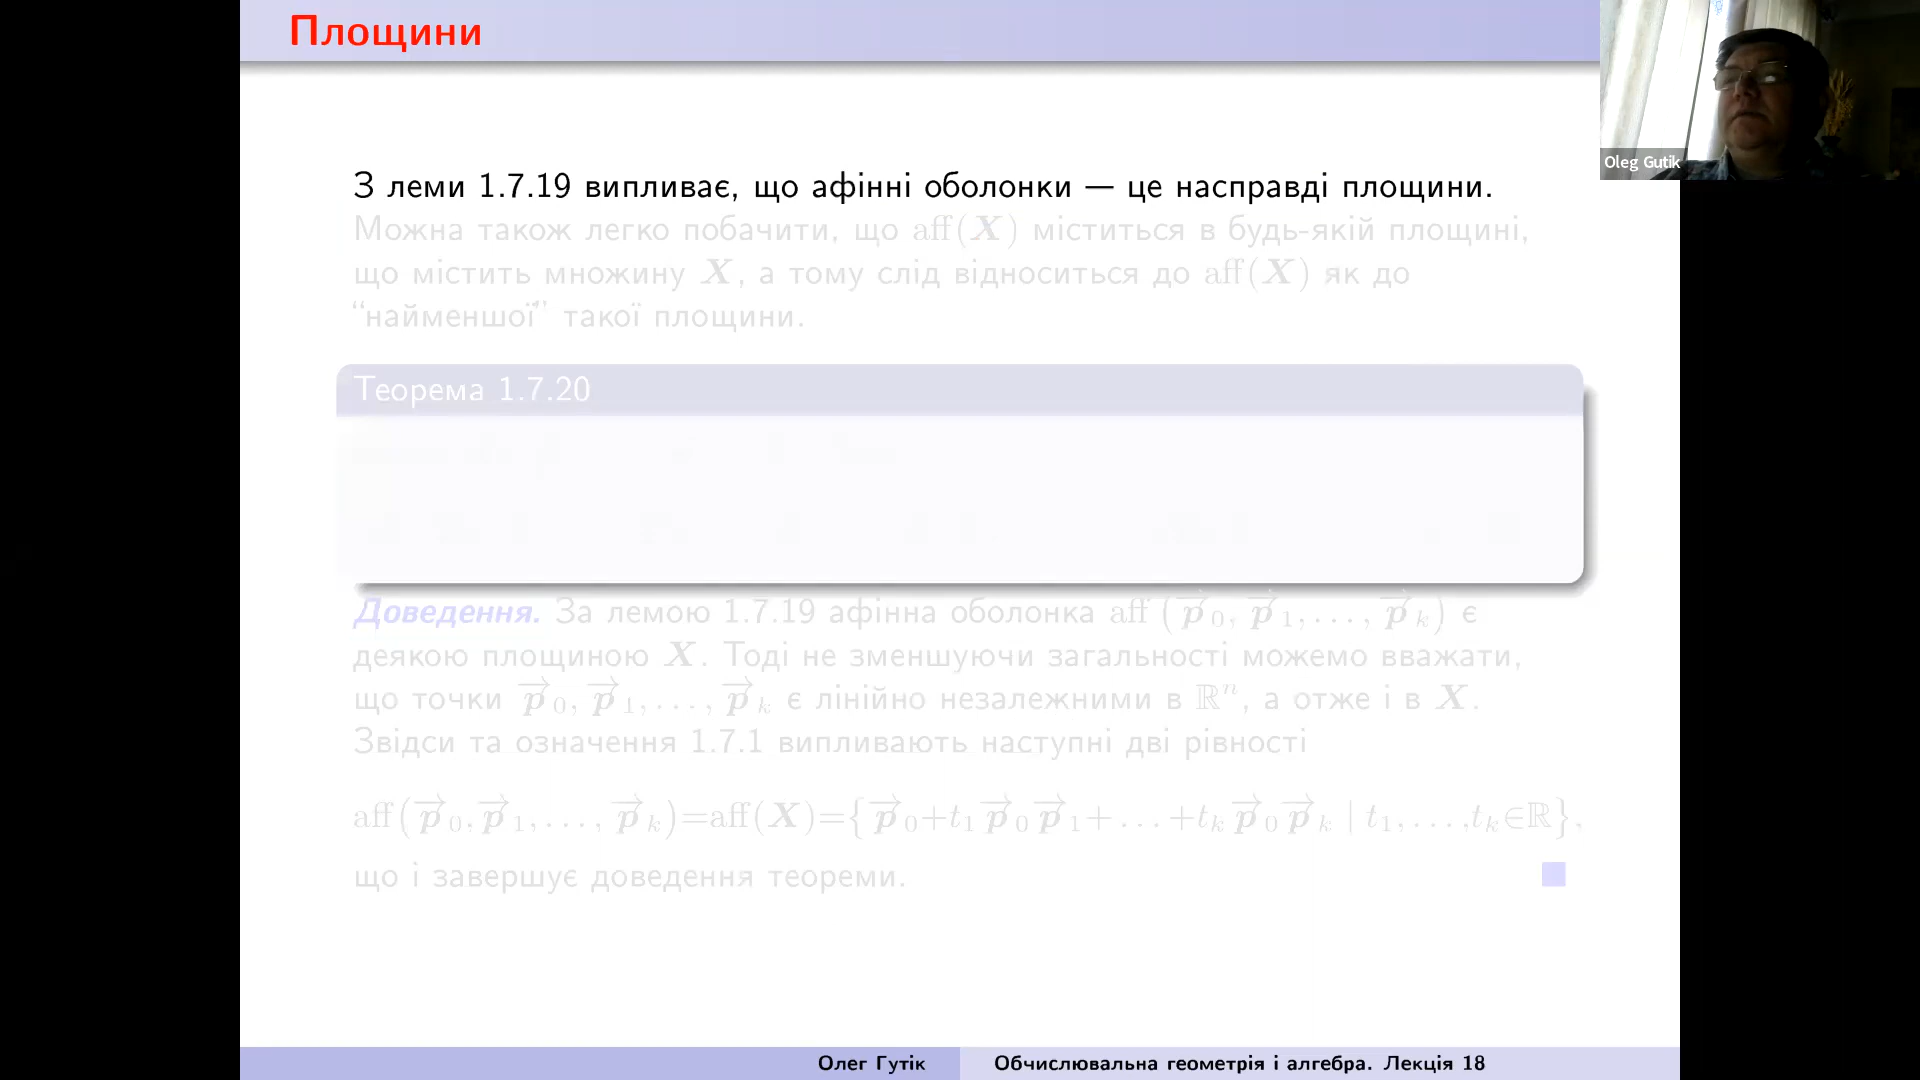 Площини
Oleg Gutik
З леми 1.7.19 випливає, що афінні оболонки — це насправді площини.
Можна також легко побачити, що aff(X) міститься в будь-якій площині,
що містить множину X, а тому слід відноситься до aff(X) як до
“найменшої” такої площини.
Теорема 1.7.20
Доведення. За лемою 1.7.19 афінна оболонка aff (p⃗₀, p⃗₁, . . . , p⃗ₖ) є
деякою площиною X. Тоді не зменшуючи загальності можемо вважати,
що точки p⃗₀, p⃗₁, . . . , p⃗ₖ є лінійно незалежними в ℝⁿ, а отже і в X.
Звідси та означення 1.7.1 випливають наступні дві рівності
aff(p⃗₀, p⃗₁, . . . , p⃗ₖ)=aff(X)={p⃗₀+t₁p⃗₀p⃗₁+ . . . +tₖp⃗₀p⃗ₖ | t₁, . . . ,tₖ∈ℝ},
що і завершує доведення теореми.
Олег Гутік
Обчислювальна геометрія і алгебра. Лекція 18